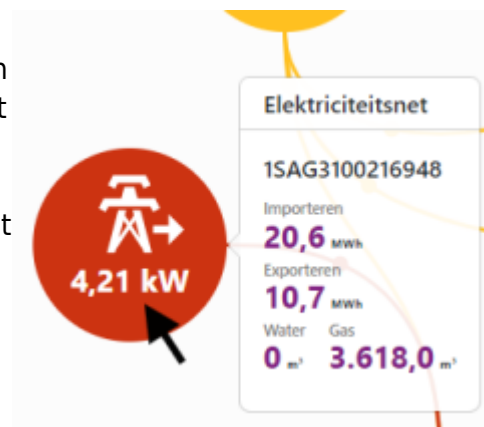 n
t
t
4,21 kW
Elektriciteitsnet
1SAG3100216948
Importeren
20,6 MWh
Exporteren
10,7 MWh
Water Gas
0 m³ 3.618,0 m³